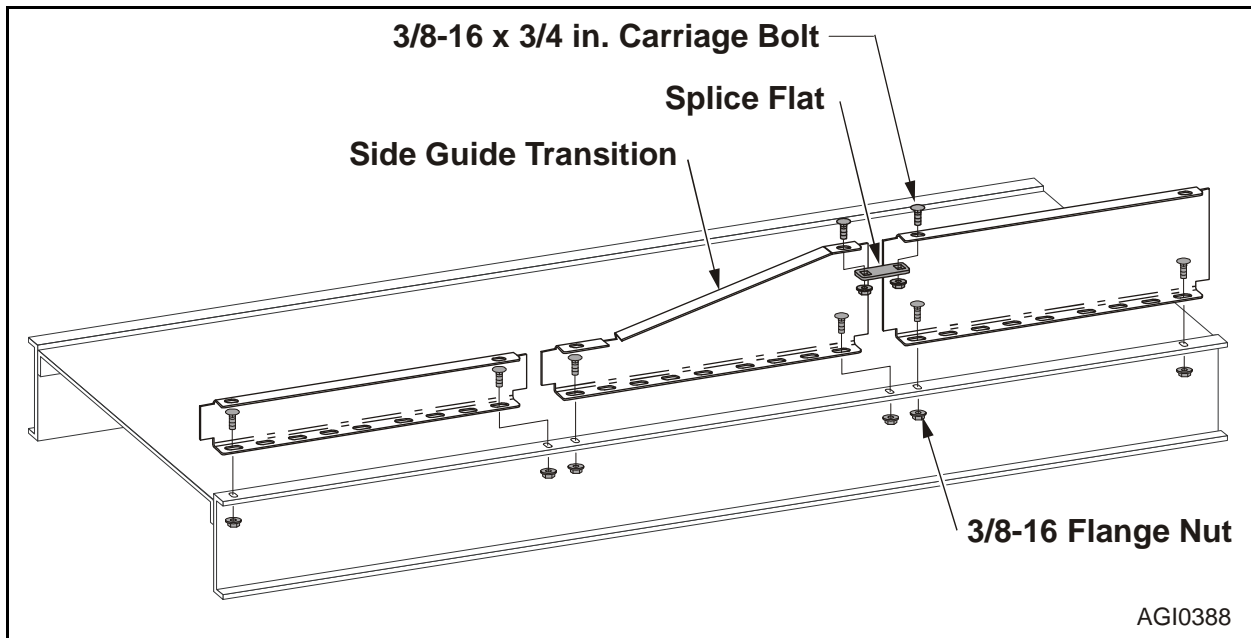 3/8-16 x 3/4 in. Carriage Bolt
Splice Flat
Side Guide Transition
3/8-16 Flange Nut
AGI0388